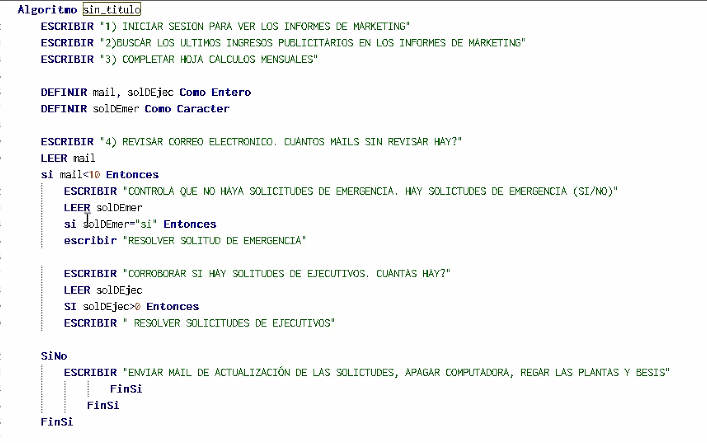 Algoritmo sin_titulo
ESCRIBIR "1) INICIAR SESION PARA VER LOS INFORMES DE MARKETING"
ESCRIBIR "2)BUSCAR LOS ULTIMOS INGRESOS PUBLICITARIOS EN LOS INFORMES DE MARKETING"
ESCRIBIR "3) COMPLETAR HOJA CALCULOS MENSUALES"
DEFINIR mail, solDEjec Como Entero
DEFINIR solDEmer Como Caracter
ESCRIBIR "4) REVISAR CORREO ELECTRONICO. CUANTOS MAILS SIN REVISAR HAY?"
LEER mail
si mail<10 Entonces
ESCRIBIR "CONTROLA QUE NO HAYA SOLICITUDES DE EMERGENCIA. HAY SOLICITUDES DE EMERGENCIA (SI/NO)"
LEER solDEmer
si solDEmer="si" Entonces
escribir "RESOLVER SOLITUD DE EMERGENCIA"
ESCRIBIR "CORROBORAR SI HAY SOLITUDES DE EJECUTIVOS. CUANTAS HAY?"
LEER solDEjec
SI solDEjec>0 Entonces
ESCRIBIR " RESOLVER SOLICITUDES DE EJECUTIVOS"
SiNo
ESCRIBIR "ENVIAR MAIL DE ACTUALIZACIÓN DE LAS SOLICTUDES, APAGAR COMPUTADORA, REGAR LAS PLANTAS Y BESIS"
FinSi
FinSi
FinSi